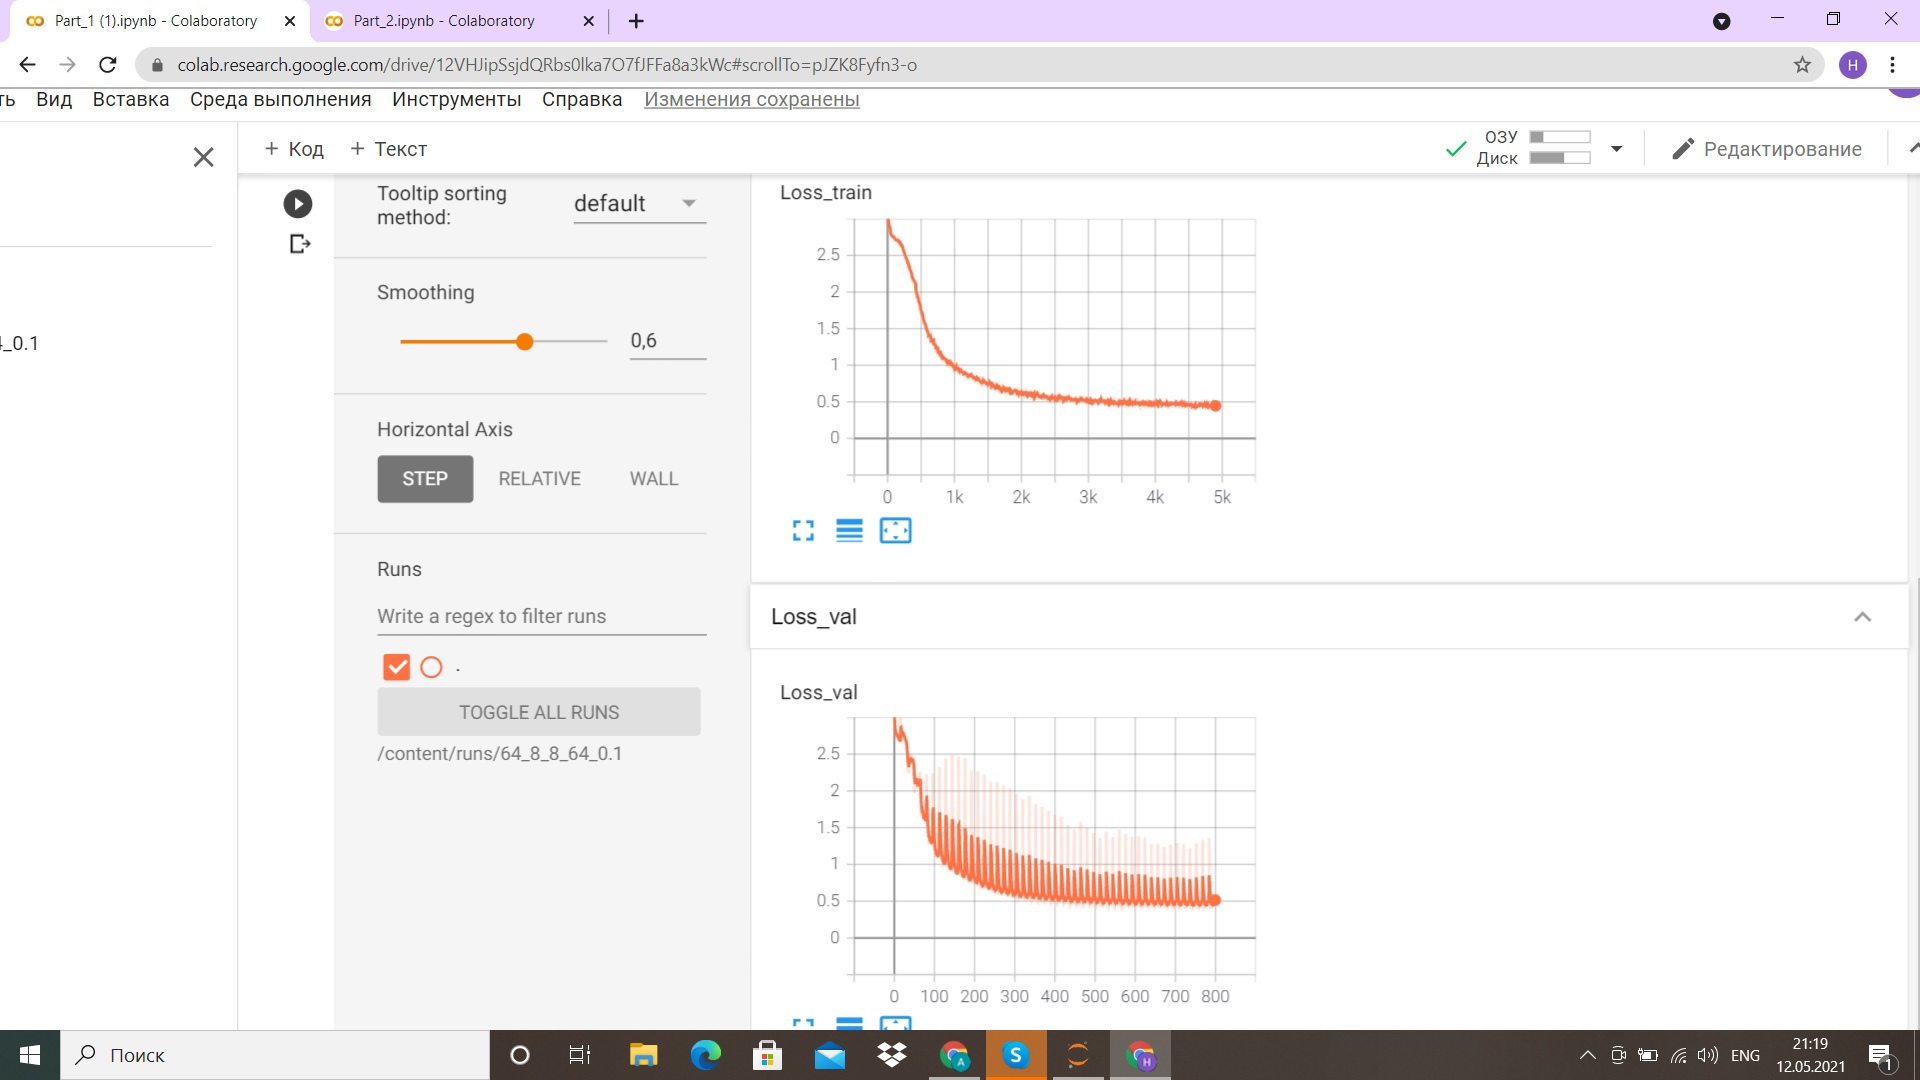 Part_1 (1).ipynb - Colaboratory
Part_2.ipynb - Colaboratory
colab.research.google.com/drive/12VHJipSsjdQRbs0lka7O7fJFFa8a3kWc#scrollTo=pJZK8Fyfn3-o
H
ть Вид Вставка Среда выполнения Инструменты Справка Изменения сохранены
+ Код + Текст
ОЗУ
Диск
Редактирование
4_0.1
Tooltip sorting
method:
default
Smoothing
0,6
Horizontal Axis
STEP RELATIVE WALL
Runs
Write a regex to filter runs
.
TOGGLE ALL RUNS
/content/runs/64_8_8_64_0.1
Loss_train
2.5
2
1.5
1
0.5
0
0 1k 2k 3k 4k 5k
Loss_val
Loss_val
2.5
2
1.5
1
0.5
0
0 100 200 300 400 500 600 700 800
Поиск
A
S
H
ENG
21:19
12.05.2021
1